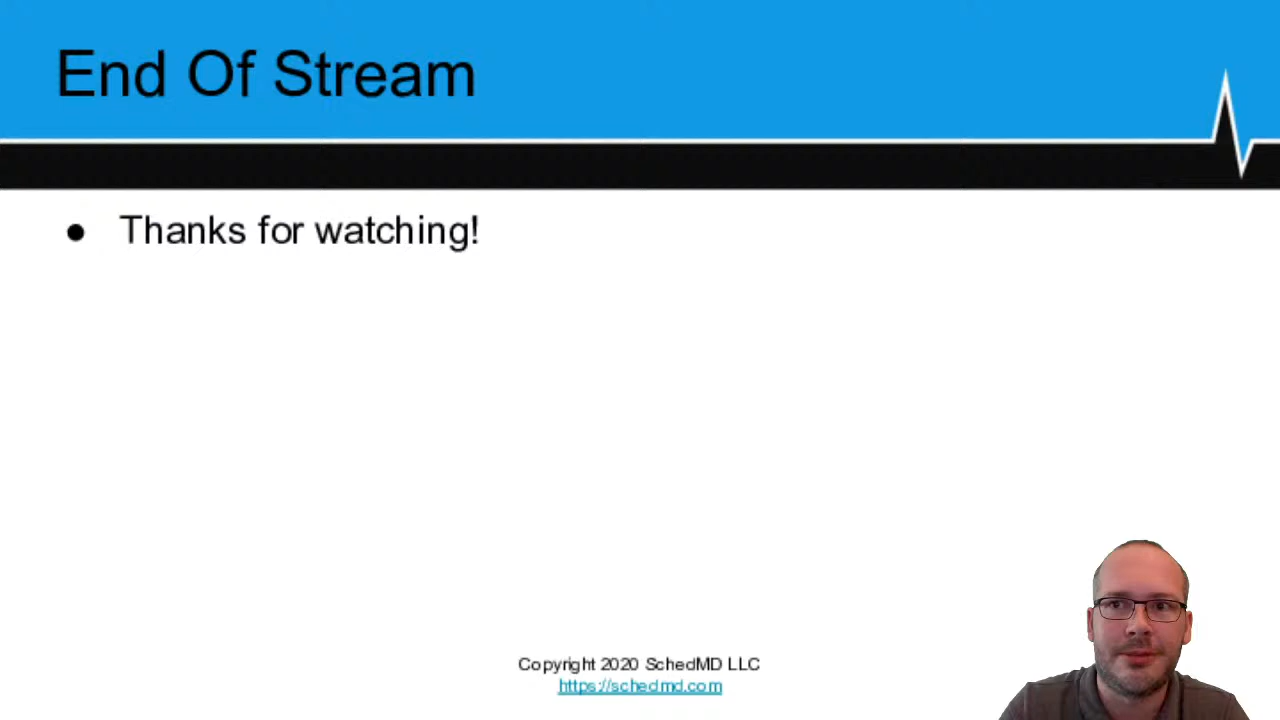 End Of Stream
● Thanks for watching!
Copyright 2020 SchedMD LLC
https://schedmd.com